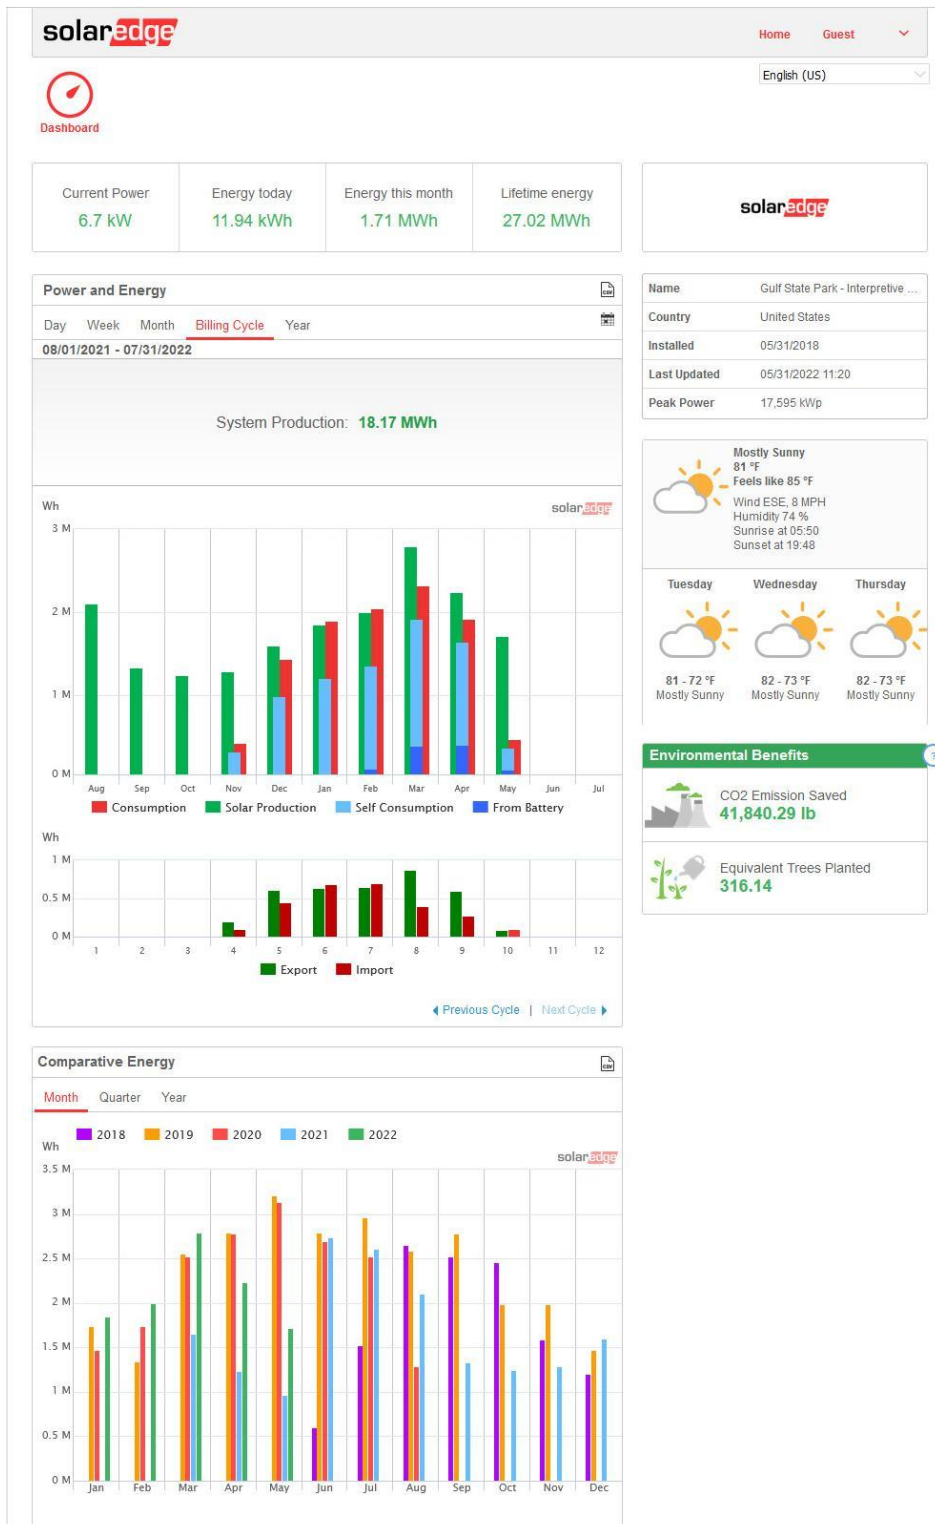 solaredge
Home Guest
English (US)
Dashboard
Current Power
6.7 kW
Energy today
11.94 kWh
Energy this month
1.71 MWh
Lifetime energy
27.02 MWh
solaredge
Power and Energy
CSV
Day Week Month Billing Cycle Year
08/01/2021 - 07/31/2022
System Production: 18.17 MWh
Wh
solaredge
3 M
2 M
1 M
0 M
Aug Sep Oct Nov Dec Jan Feb Mar Apr May Jun Jul
Consumption Solar Production Self Consumption From Battery
Wh
1 M
0.5 M
0 M
1 2 3 4 5 6 7 8 9 10 11 12
Export Import
Previous Cycle | Next Cycle
Name Gulf State Park - Interpretive ...
Country United States
Installed 05/31/2018
Last Updated 05/31/2022 11:20
Peak Power 17,595 kWp
Mostly Sunny
81 °F
Feels like 85 °F
Wind ESE, 8 MPH
Humidity 74 %
Sunrise at 05:50
Sunset at 19:48
Tuesday Wednesday Thursday
81 - 72 °F 82 - 73 °F 82 - 73 °F
Mostly Sunny Mostly Sunny Mostly Sunny
Environmental Benefits
?
CO2 Emission Saved
41,840.29 lb
Equivalent Trees Planted
316.14
Comparative Energy
CSV
Month Quarter Year
2018 2019 2020 2021 2022
Wh
solaredge
3.5 M
3 M
2.5 M
2 M
1.5 M
1 M
0.5 M
0 M
Jan Feb Mar Apr May Jun Jul Aug Sep Oct Nov Dec